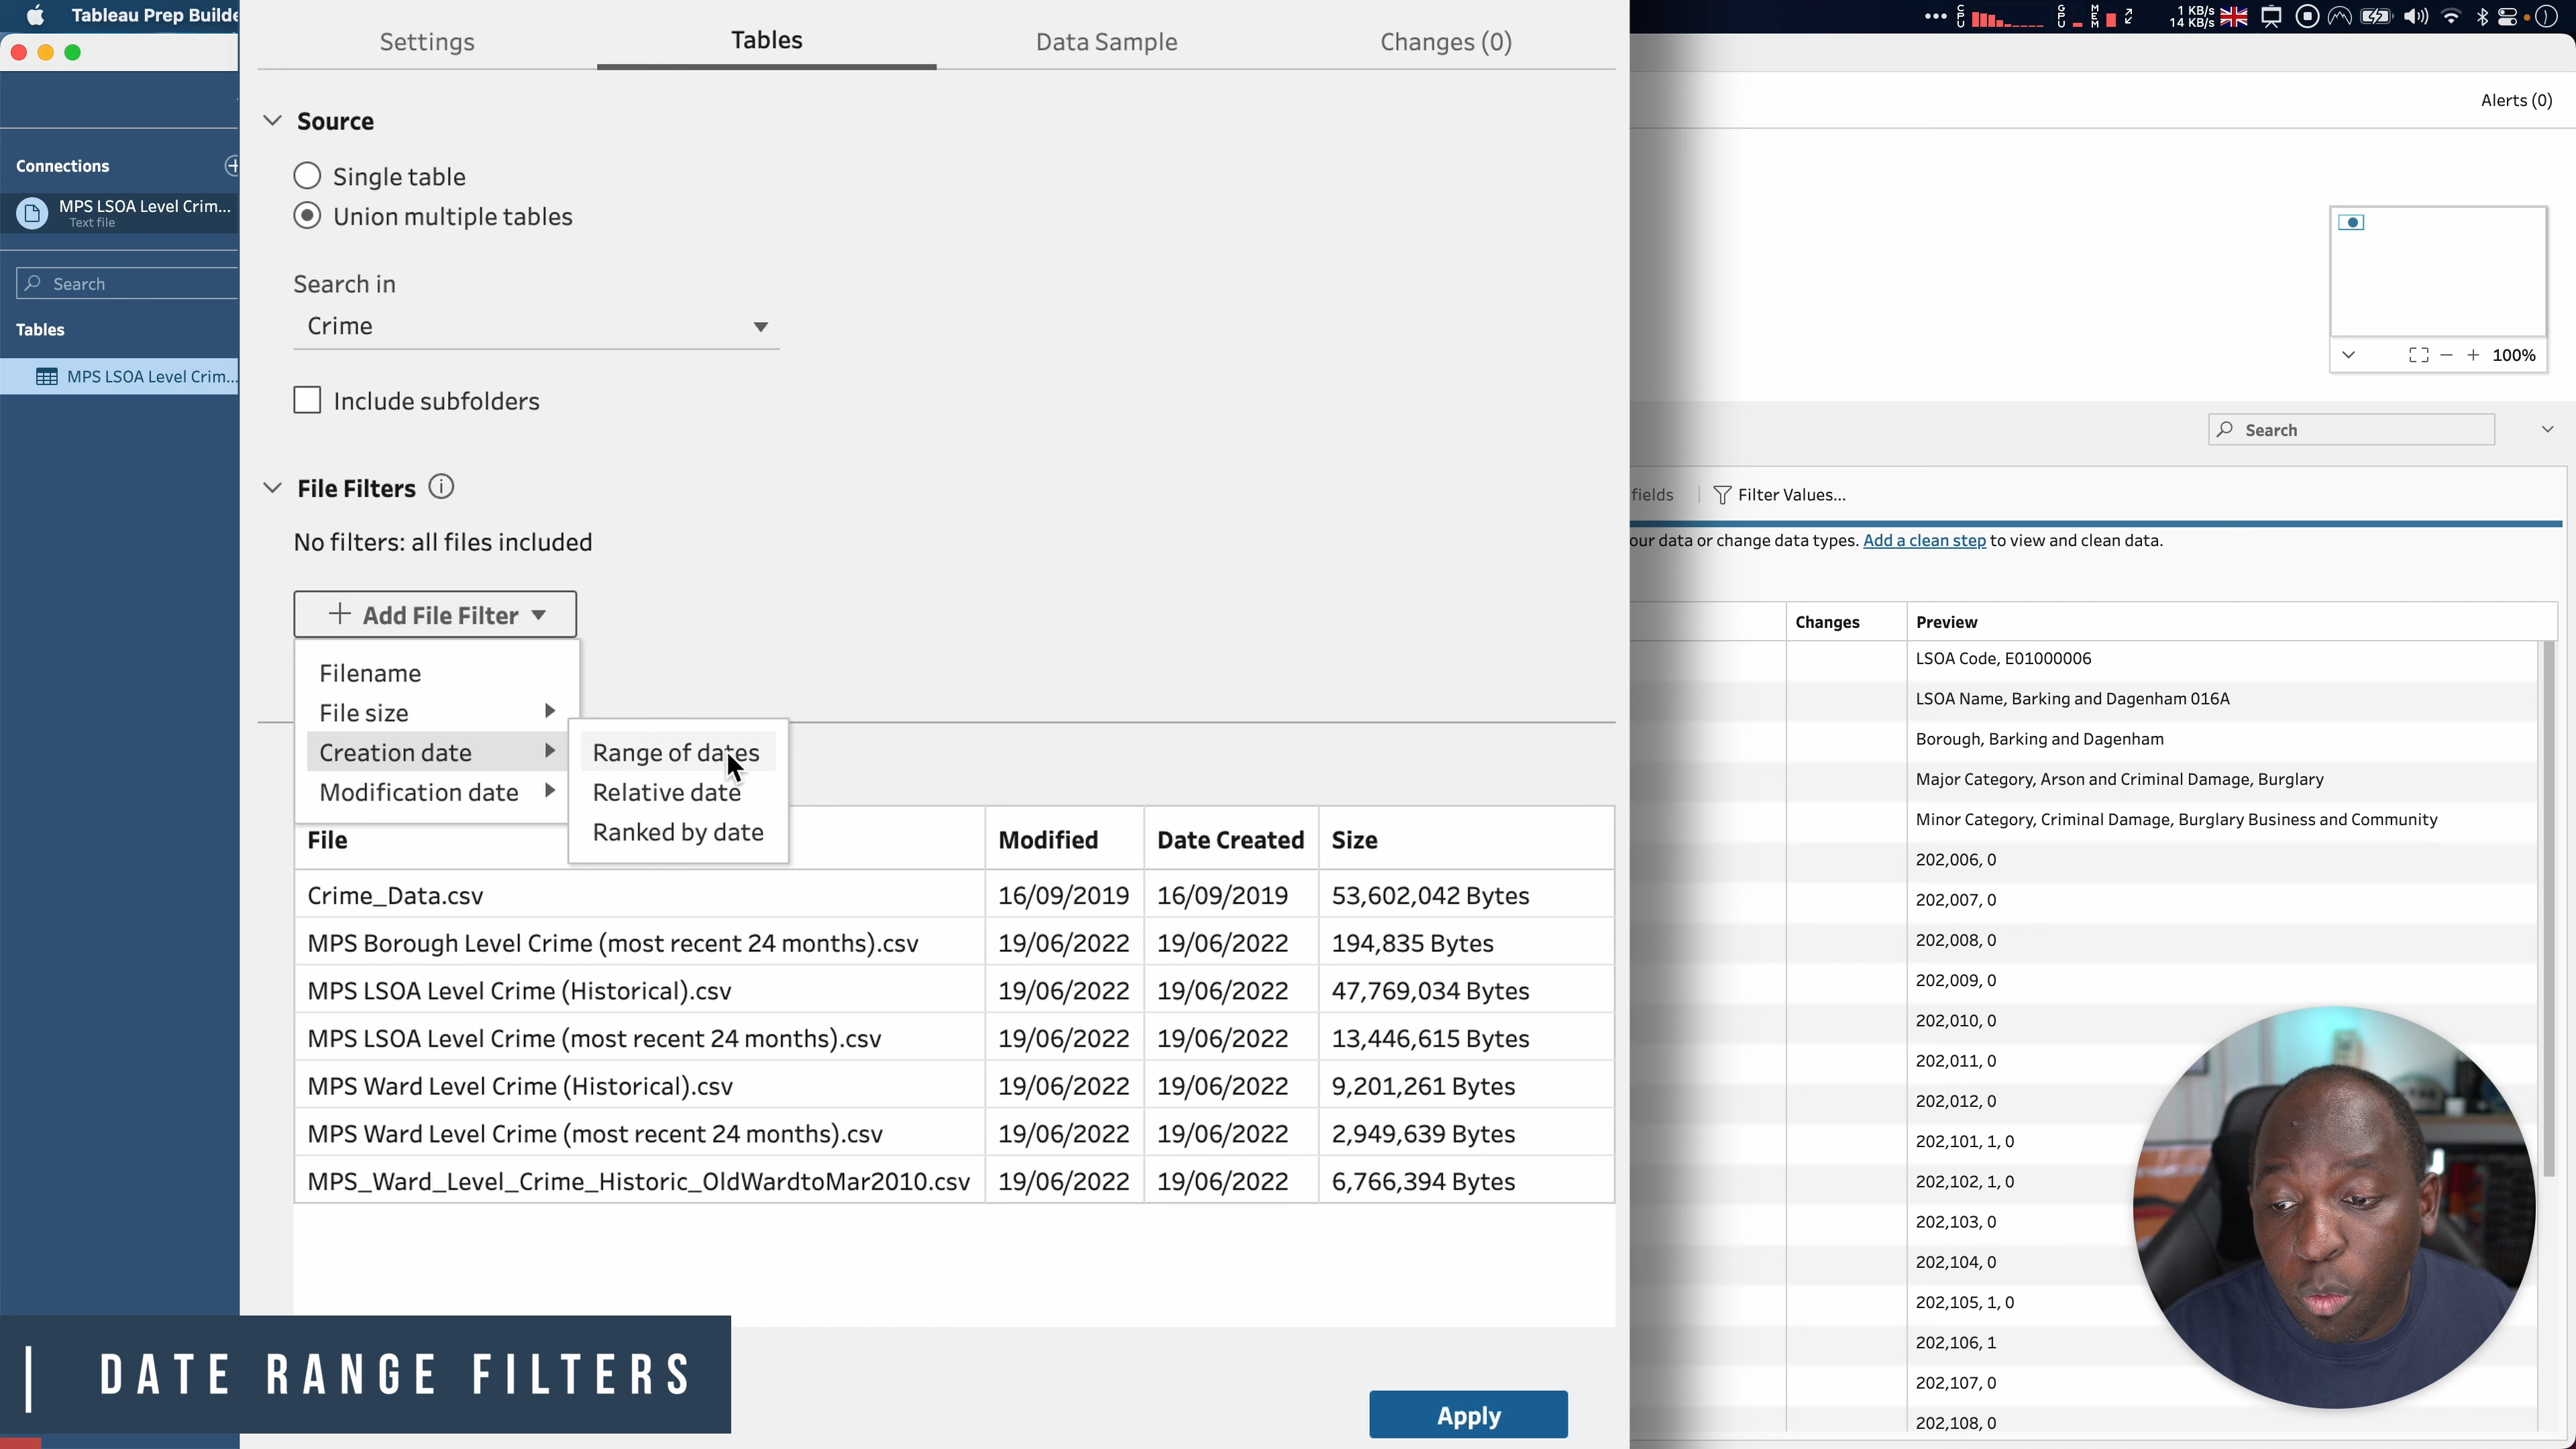 Tableau Prep Builde
1 KB/s
14 KB/s
CPU
GPU
MEM
Settings
Tables
Data Sample
Changes (0)
Alerts (0)
Connections
MPS LSOA Level Crim...
Text file
Search
Tables
MPS LSOA Level Crim...
Source
Single table
Union multiple tables
Search in
Crime
Include subfolders
File Filters
No filters: all files included
+ Add File Filter
Filename
File size
Creation date
Modification date
Range of dates
Relative date
Ranked by date
File
Modified
Date Created
Size
Crime_Data.csv 16/09/2019 16/09/2019 53,602,042 Bytes
MPS Borough Level Crime (most recent 24 months).csv 19/06/2022 19/06/2022 194,835 Bytes
MPS LSOA Level Crime (Historical).csv 19/06/2022 19/06/2022 47,769,034 Bytes
MPS LSOA Level Crime (most recent 24 months).csv 19/06/2022 19/06/2022 13,446,615 Bytes
MPS Ward Level Crime (Historical).csv 19/06/2022 19/06/2022 9,201,261 Bytes
MPS Ward Level Crime (most recent 24 months).csv 19/06/2022 19/06/2022 2,949,639 Bytes
MPS_Ward_Level_Crime_Historic_OldWardtoMar2010.csv 19/06/2022 19/06/2022 6,766,394 Bytes
Apply
100%
Search
fields
Filter Values...
our data or change data types. Add a clean step to view and clean data.
Changes
Preview
LSOA Code, E01000006
LSOA Name, Barking and Dagenham 016A
Borough, Barking and Dagenham
Major Category, Arson and Criminal Damage, Burglary
Minor Category, Criminal Damage, Burglary Business and Community
202,006, 0
202,007, 0
202,008, 0
202,009, 0
202,010, 0
202,011, 0
202,012, 0
202,101, 1, 0
202,102, 1, 0
202,103, 0
202,104, 0
202,105, 1, 0
202,106, 1
202,107, 0
202,108, 0
DATE RANGE FILTERS